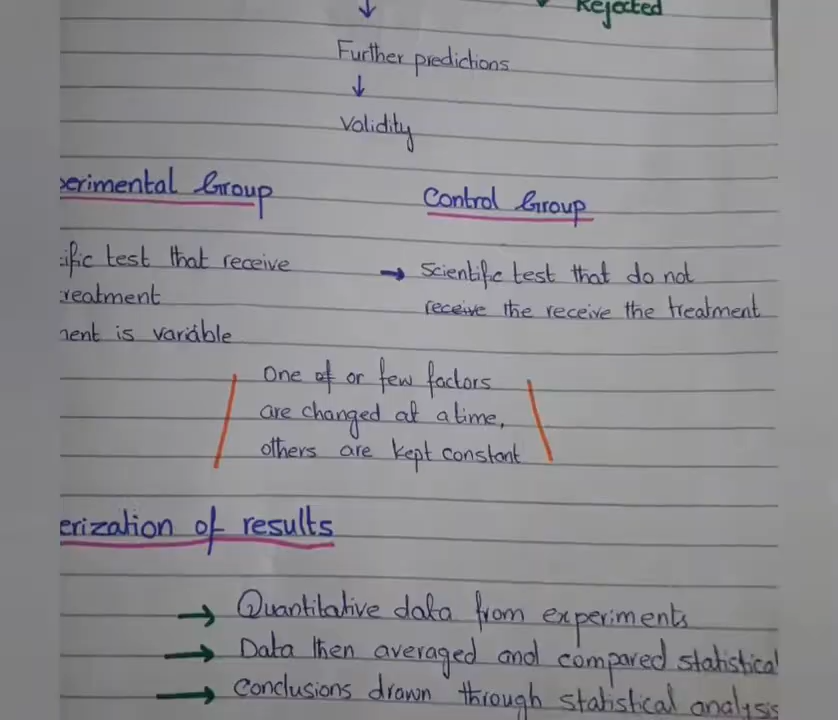 Rejected
↓
Further predictions
↓
Validity
perimental Group
Control Group
ific test that receive
reatment
ment is variable
→ Scientific test that do not
receive the receive the treatment
One of or few factors
are changed at a time,
others are kept constant
erization of results
→ Quantitative data from experiments
→ Data then averaged and compared statistical
→ Conclusions drawn through statistical analysis